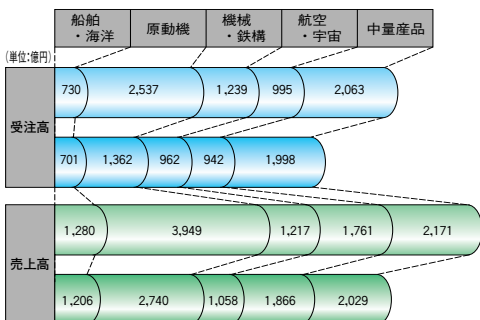 船舶
・海洋
原動機
機械
・鉄構
航空
・宇宙
中量産品
(単位:億円)
受注高
730 2,537 1,239 995 2,063
701 1,362 962 942 1,998
売上高
1,280 3,949 1,217 1,761 2,171
1,206 2,740 1,058 1,866 2,029